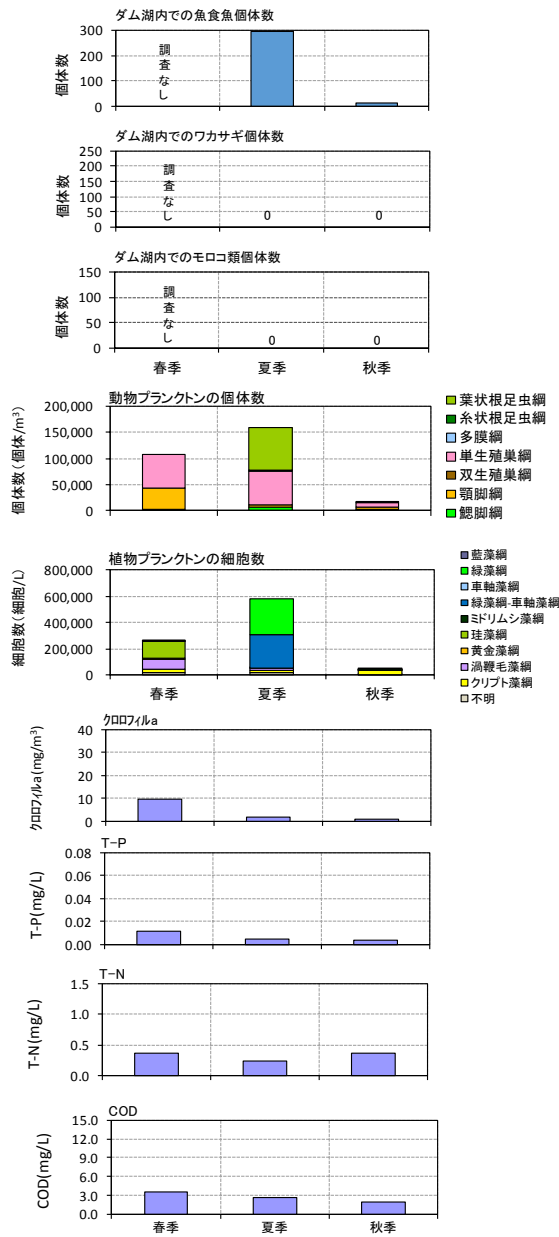 ダム湖内での魚食魚個体数
個体数
300
200
100
0
調査なし
ダム湖内でのワカサギ個体数
個体数
250
200
150
100
50
0
調査なし
0
0
ダム湖内でのモロコ類個体数
個体数
150
100
50
0
調査なし
0
0
春季 夏季 秋季
動物プランクトンの個体数
個体数(個体/m³)
200,000
150,000
100,000
50,000
0
葉状根足虫綱
糸状根足虫綱
多膜綱
単生殖巣綱
双生殖巣綱
顎脚綱
鰓脚綱
植物プランクトンの細胞数
細胞数(細胞/L)
800,000
600,000
400,000
200,000
0
春季 夏季 秋季
藍藻綱
緑藻綱
車軸藻綱
緑藻綱-車軸藻綱
ミドリムシ藻綱
珪藻綱
黄金藻綱
渦鞭毛藻綱
クリプト藻綱
不明
クロロフィルa
クロロフィルa(mg/m³)
40
30
20
10
0
T-P
T-P(mg/L)
0.08
0.06
0.04
0.02
0.00
T-N
T-N(mg/L)
1.5
1.0
0.5
0.0
COD
COD(mg/L)
15.0
12.0
9.0
6.0
3.0
0.0
春季 夏季 秋季